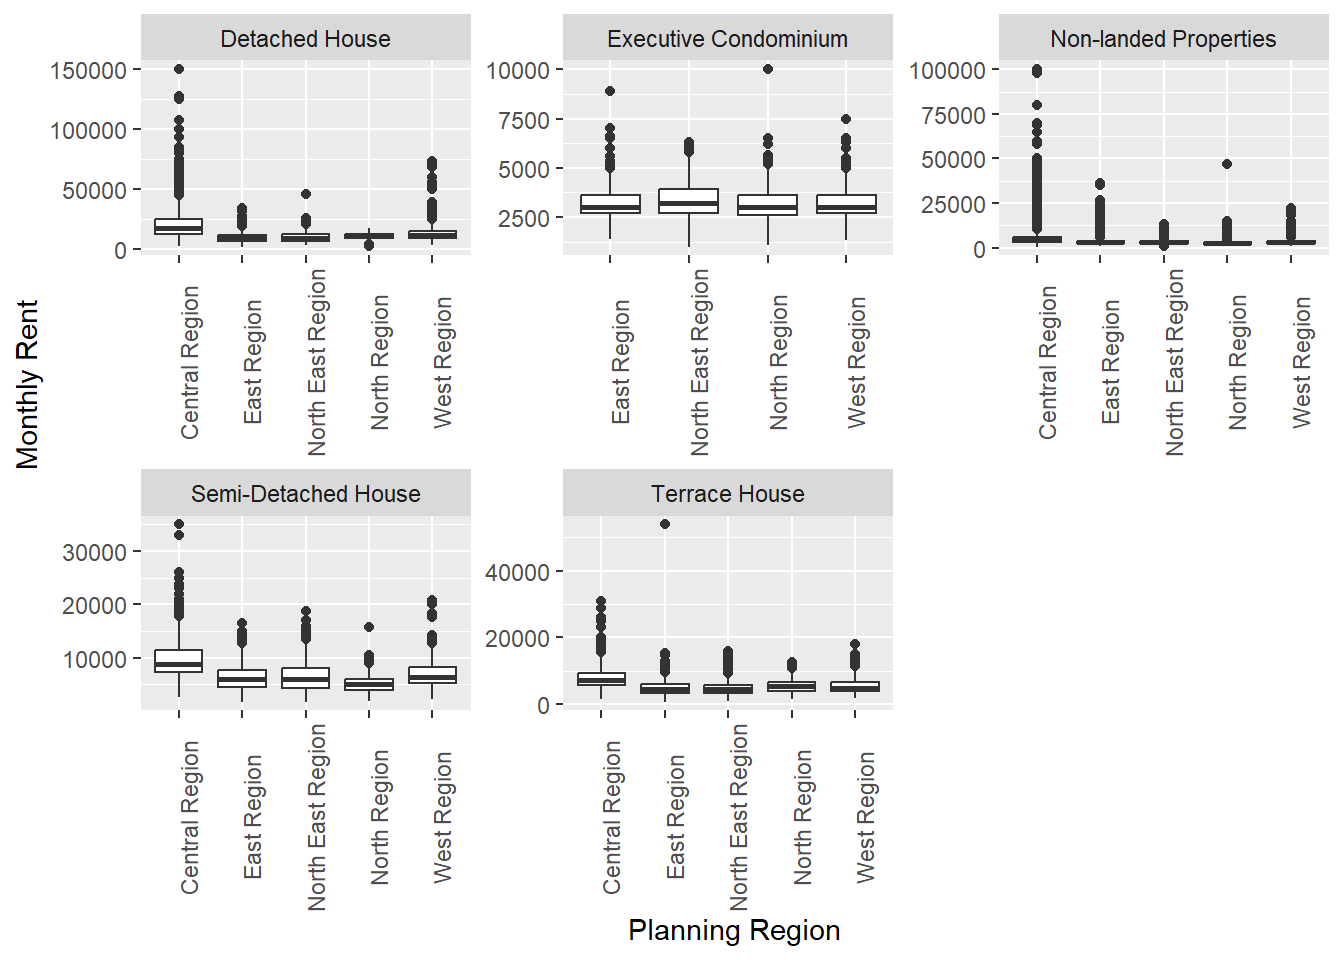 Detached House
Executive Condominium
Non-landed Properties
150000
100000
50000
0
10000
7500
5000
2500
100000
75000
50000
25000
0
Central Region
East Region
North East Region
North Region
West Region
East Region
North East Region
North Region
West Region
Central Region
East Region
North East Region
North Region
West Region
Monthly Rent
Semi-Detached House
Terrace House
30000
20000
10000
40000
20000
0
Central Region
East Region
North East Region
North Region
West Region
Central Region
East Region
North East Region
North Region
West Region
Planning Region